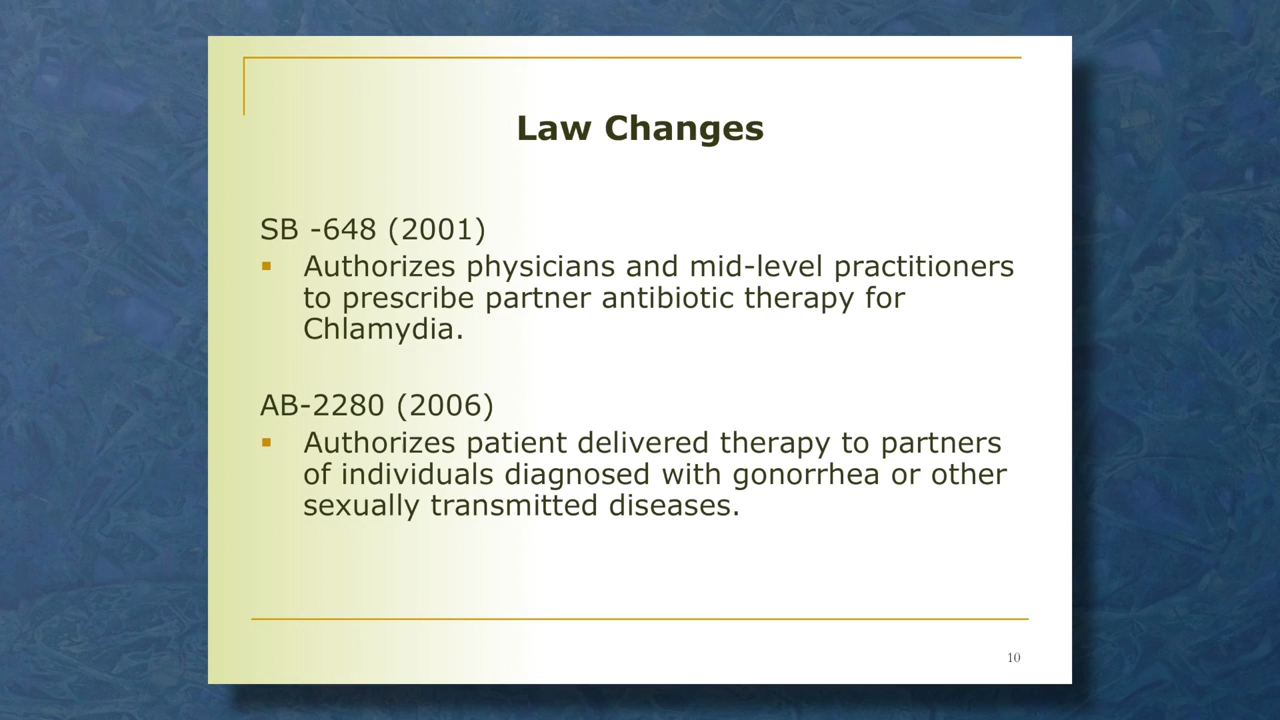 Law Changes
SB -648 (2001)
▪ Authorizes physicians and mid-level practitioners
to prescribe partner antibiotic therapy for
Chlamydia.
AB-2280 (2006)
▪ Authorizes patient delivered therapy to partners
of individuals diagnosed with gonorrhea or other
sexually transmitted diseases.
10